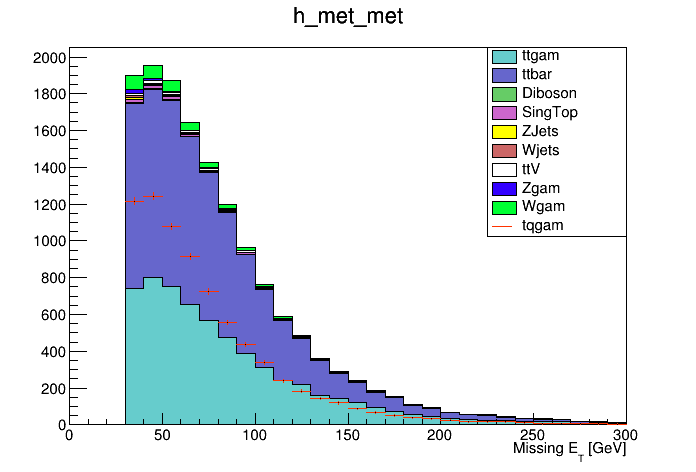 h_met_met
2000
1800
1600
1400
1200
1000
800
600
400
200
0
0 50 100 150 200 250 300
Missing E_T [GeV]
ttgam
ttbar
Diboson
SingTop
ZJets
Wjets
ttV
Zgam
Wgam
tqgam